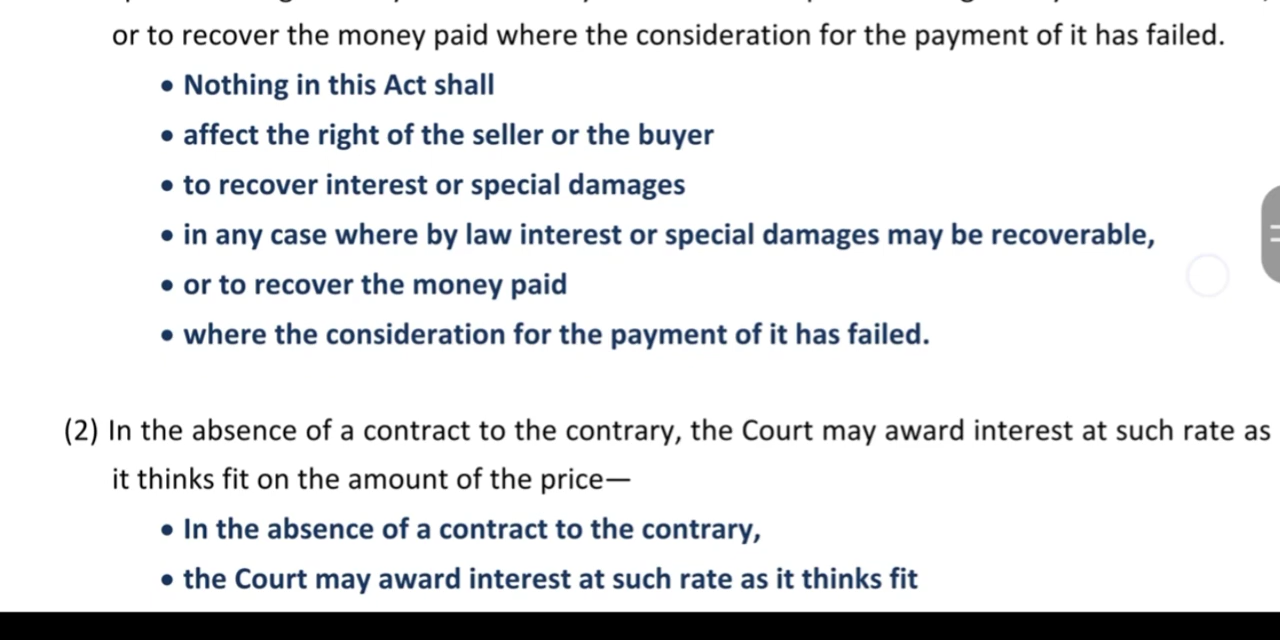 or to recover the money paid where the consideration for the payment of it has failed.
• Nothing in this Act shall
• affect the right of the seller or the buyer
• to recover interest or special damages
• in any case where by law interest or special damages may be recoverable,
• or to recover the money paid
• where the consideration for the payment of it has failed.
(2) In the absence of a contract to the contrary, the Court may award interest at such rate as
it thinks fit on the amount of the price—
• In the absence of a contract to the contrary,
• the Court may award interest at such rate as it thinks fit